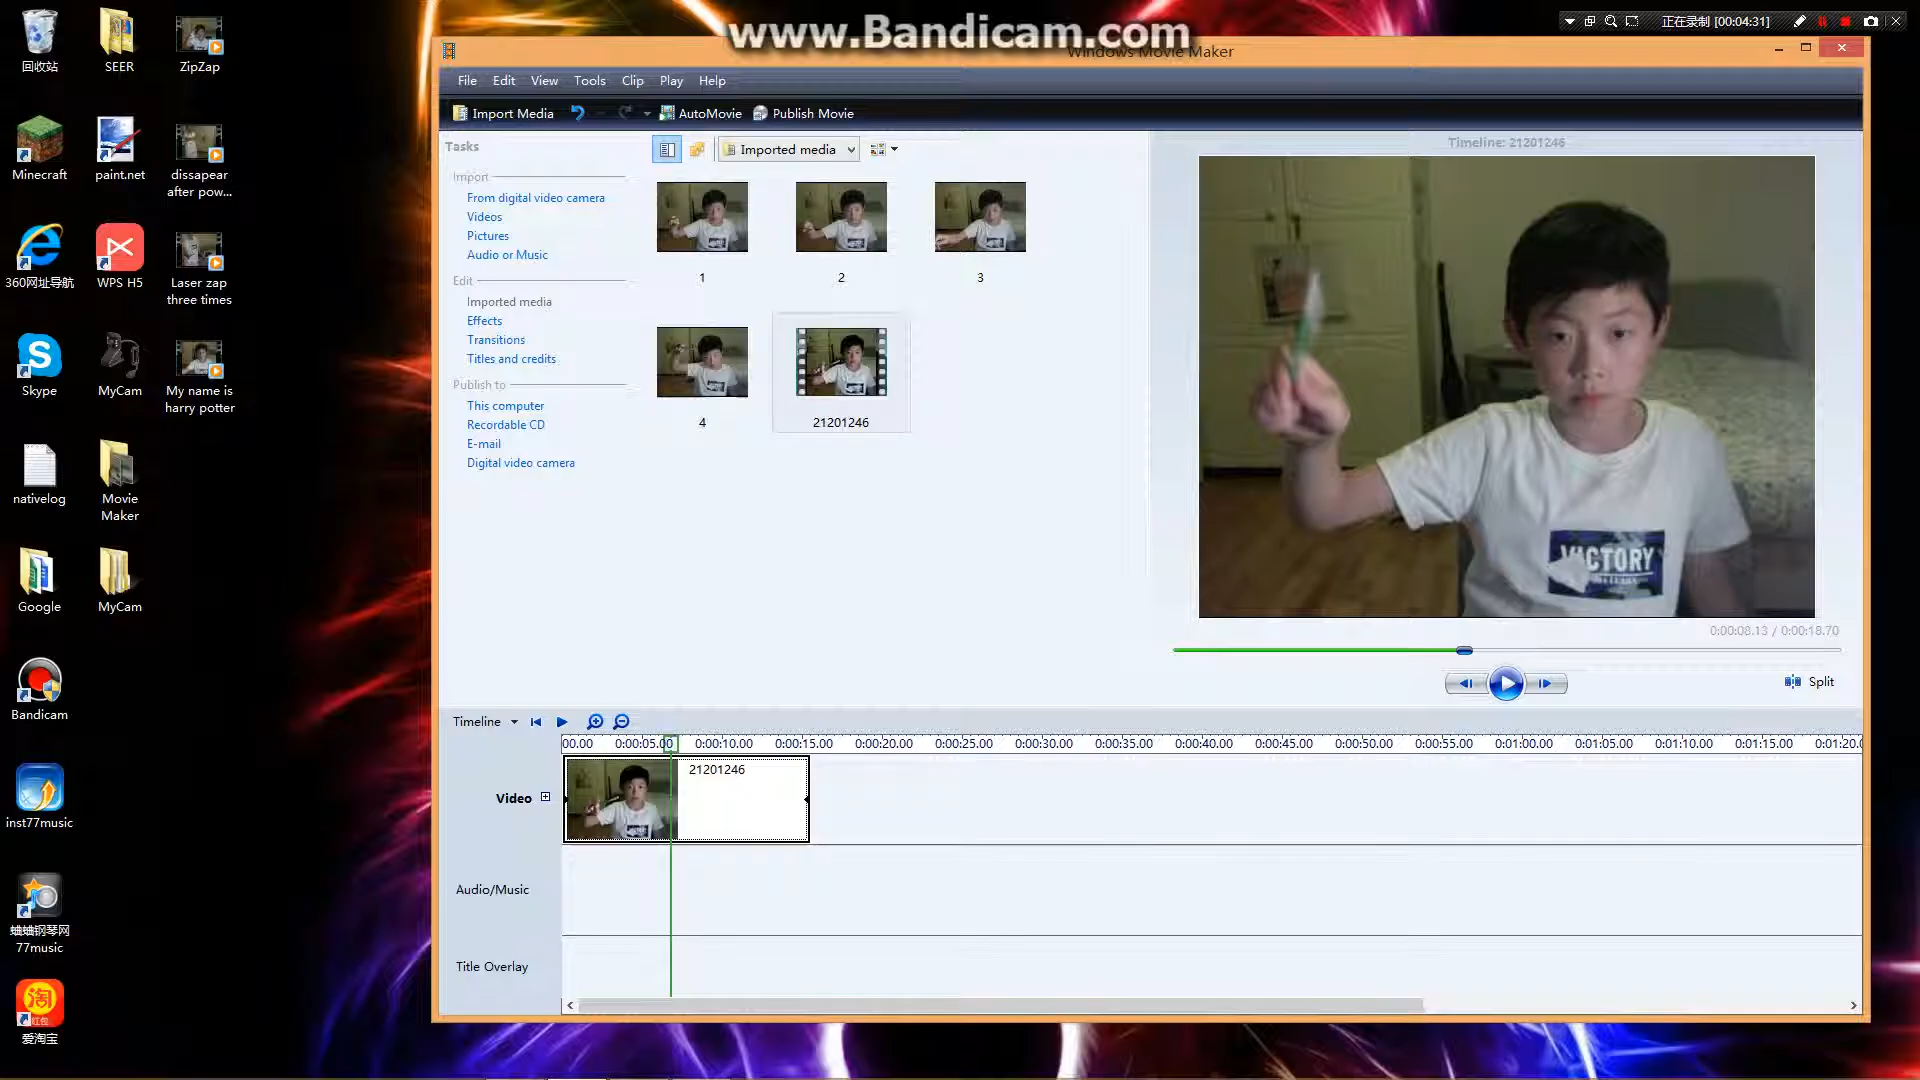 www.Bandicam.com
正在录制 [00:04:31]
Windows Movie Maker
File Edit View Tools Clip Play Help
Import Media AutoMovie Publish Movie
回收站
SEER
ZipZap
Minecraft
paint.net
dissapear
after pow...
360网址导航
WPS H5
Laser zap
three times
Skype
MyCam
My name is
harry potter
nativelog
Movie
Maker
Google
MyCam
Bandicam
inst77music
蛐蛐钢琴网
77music
爱淘宝
Tasks
Import
From digital video camera
Videos
Pictures
Audio or Music
Edit
Imported media
Effects
Transitions
Titles and credits
Publish to
This computer
Recordable CD
E-mail
Digital video camera
Imported media
1
2
3
4
21201246
Timeline: 21201246
VICTORY
0:00:08.13 / 0:00:18.70
Split
Timeline
00.00 0:00:05.00 0:00:10.00 0:00:15.00 0:00:20.00 0:00:25.00 0:00:30.00 0:00:35.00 0:00:40.00 0:00:45.00 0:00:50.00 0:00:55.00 0:01:00.00 0:01:05.00 0:01:10.00 0:01:15.00 0:01:20.0
Video
21201246
Audio/Music
Title Overlay